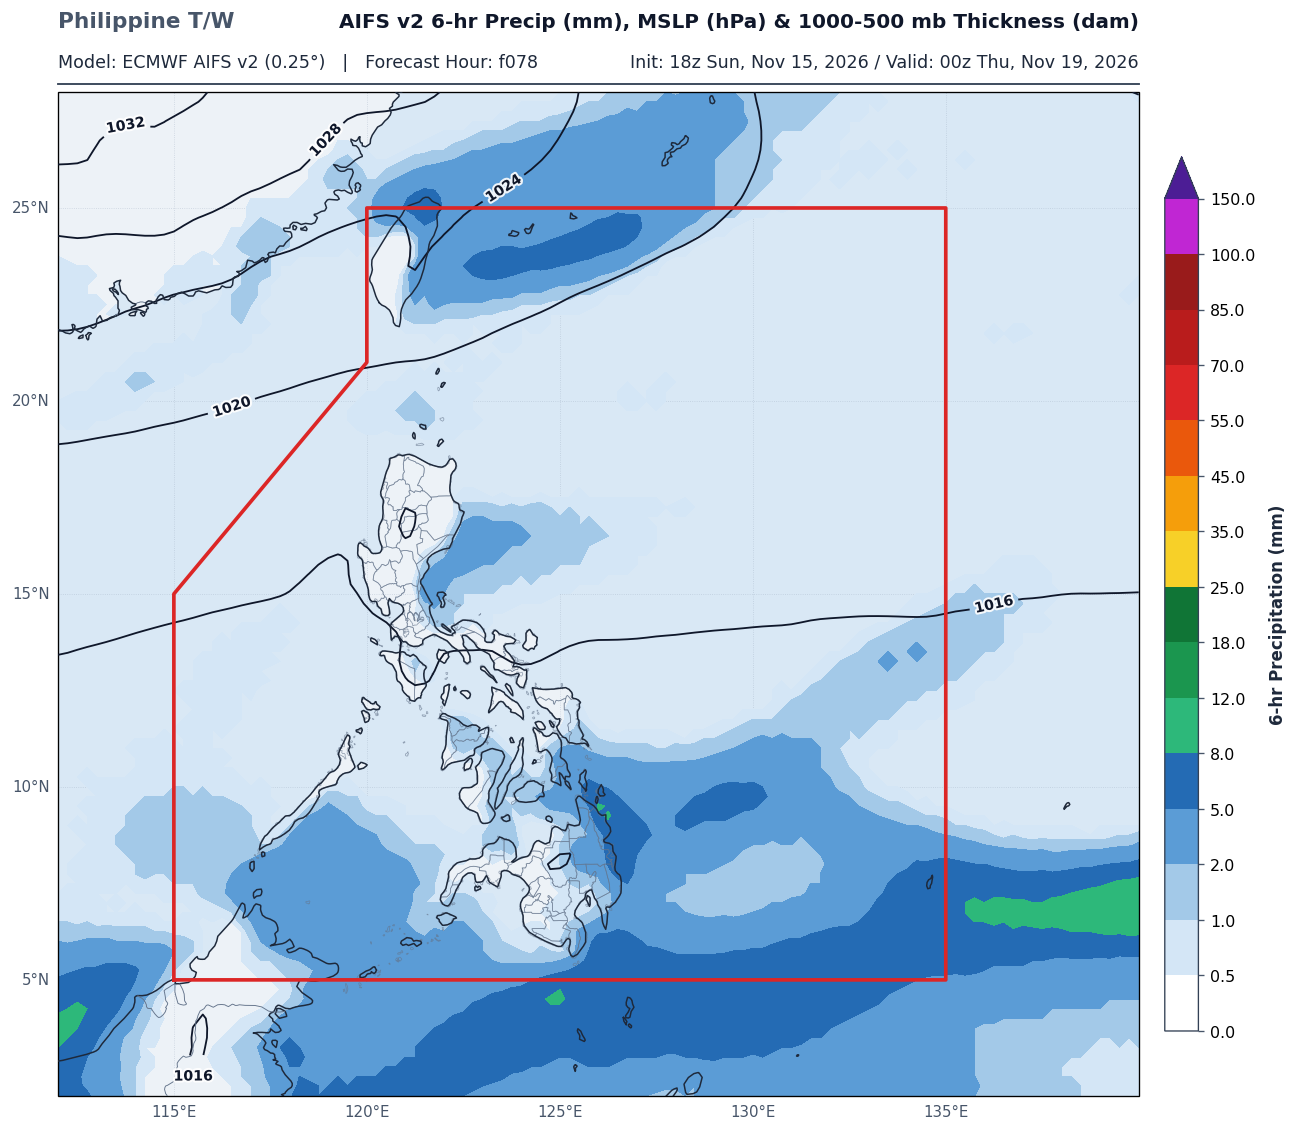 Philippine T/W
AIFS v2 6-hr Precip (mm), MSLP (hPa) & 1000-500 mb Thickness (dam)
Model: ECMWF AIFS v2 (0.25°) | Forecast Hour: f078
Init: 18z Sun, Nov 15, 2026 / Valid: 00z Thu, Nov 19, 2026
1032
1028
1024
1020
1016
1016
25°N
20°N
15°N
10°N
5°N
115°E
120°E
125°E
130°E
135°E
150.0
100.0
85.0
70.0
55.0
45.0
35.0
25.0
18.0
12.0
8.0
5.0
2.0
1.0
0.5
0.0
6-hr Precipitation (mm)